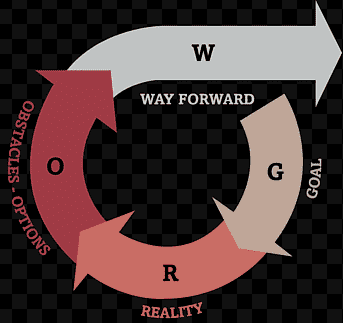 W
WAY FORWARD
G
GOAL
R
REALITY
O
OBSTACLES - OPTIONS